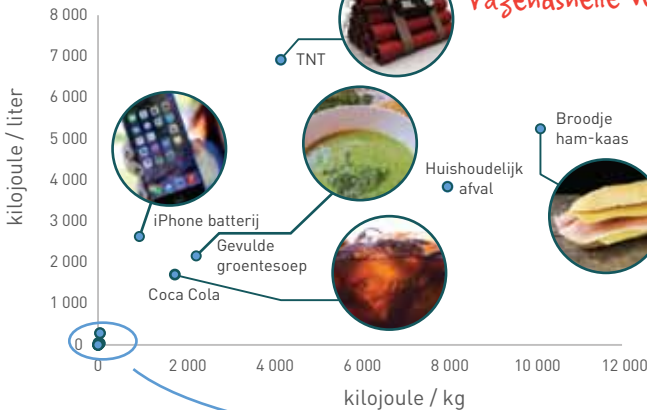 razendsnelle
kilojoule / liter
8 000
7 000
6 000
5 000
4 000
3 000
2 000
1 000
0
TNT
Broodje
ham-kaas
Huishoudelijk
afval
iPhone batterij
Gevulde
groentesoep
Coca Cola
0
2 000
4 000
6 000
8 000
10 000
12 000
kilojoule / kg